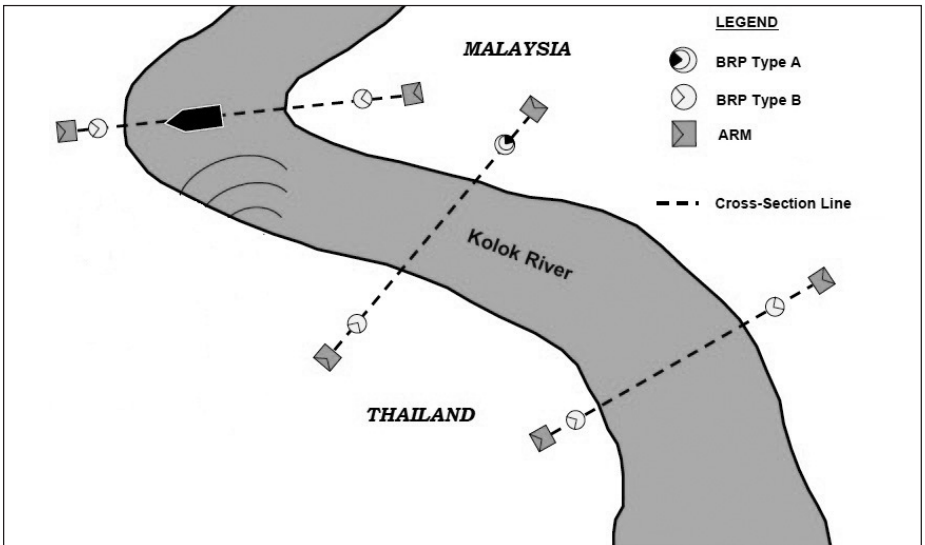 LEGEND
MALAYSIA
BRP Type A
BRP Type B
ARM
Cross-Section Line
Kolok River
THAILAND